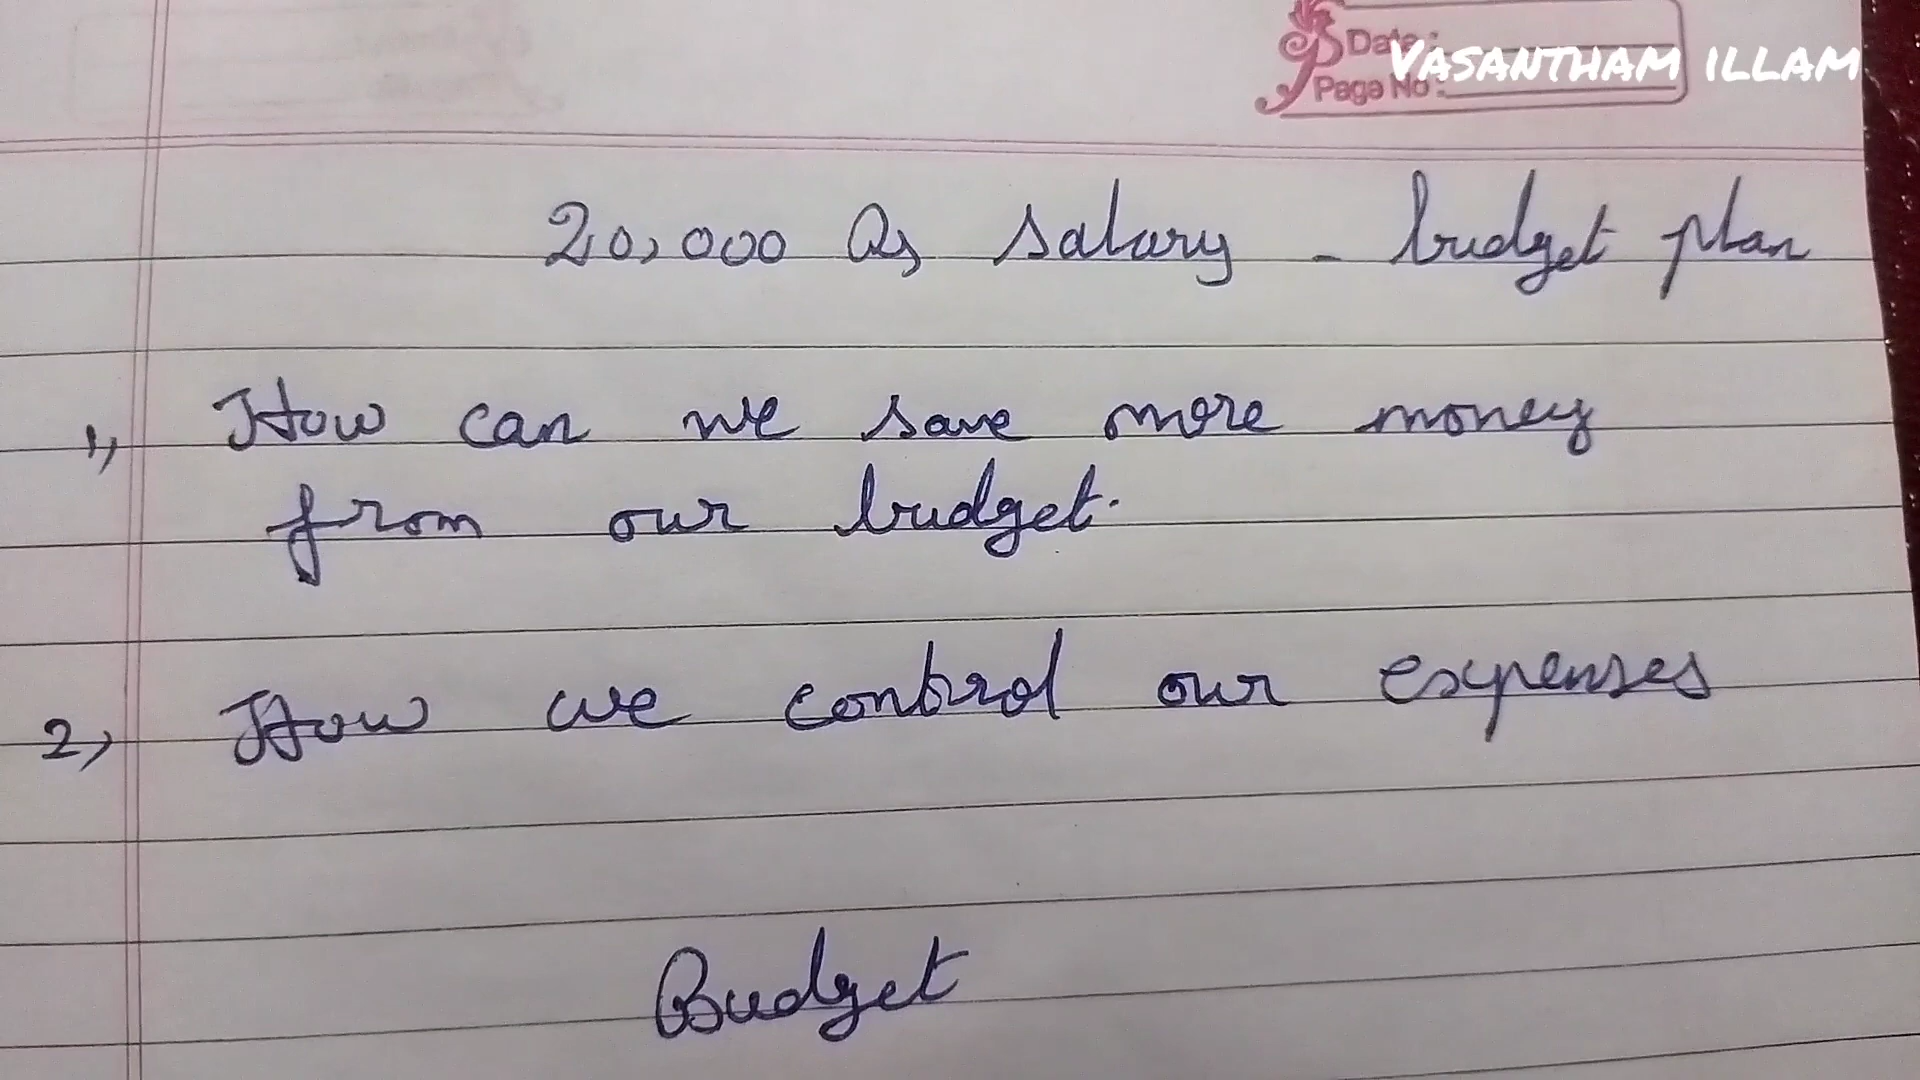 Date:
VASANTHAM ILLAM
Page No:
20,000 Rs salary - budget plan
1, How can we save more money
from our budget.
2, How we control our expenses
Budget